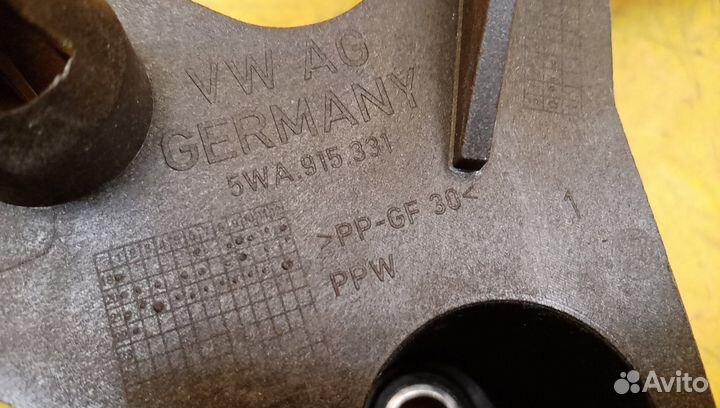 VW AG
GERMANY
5WA.915 331
>PP-GF 30<
PPW
1
Avito